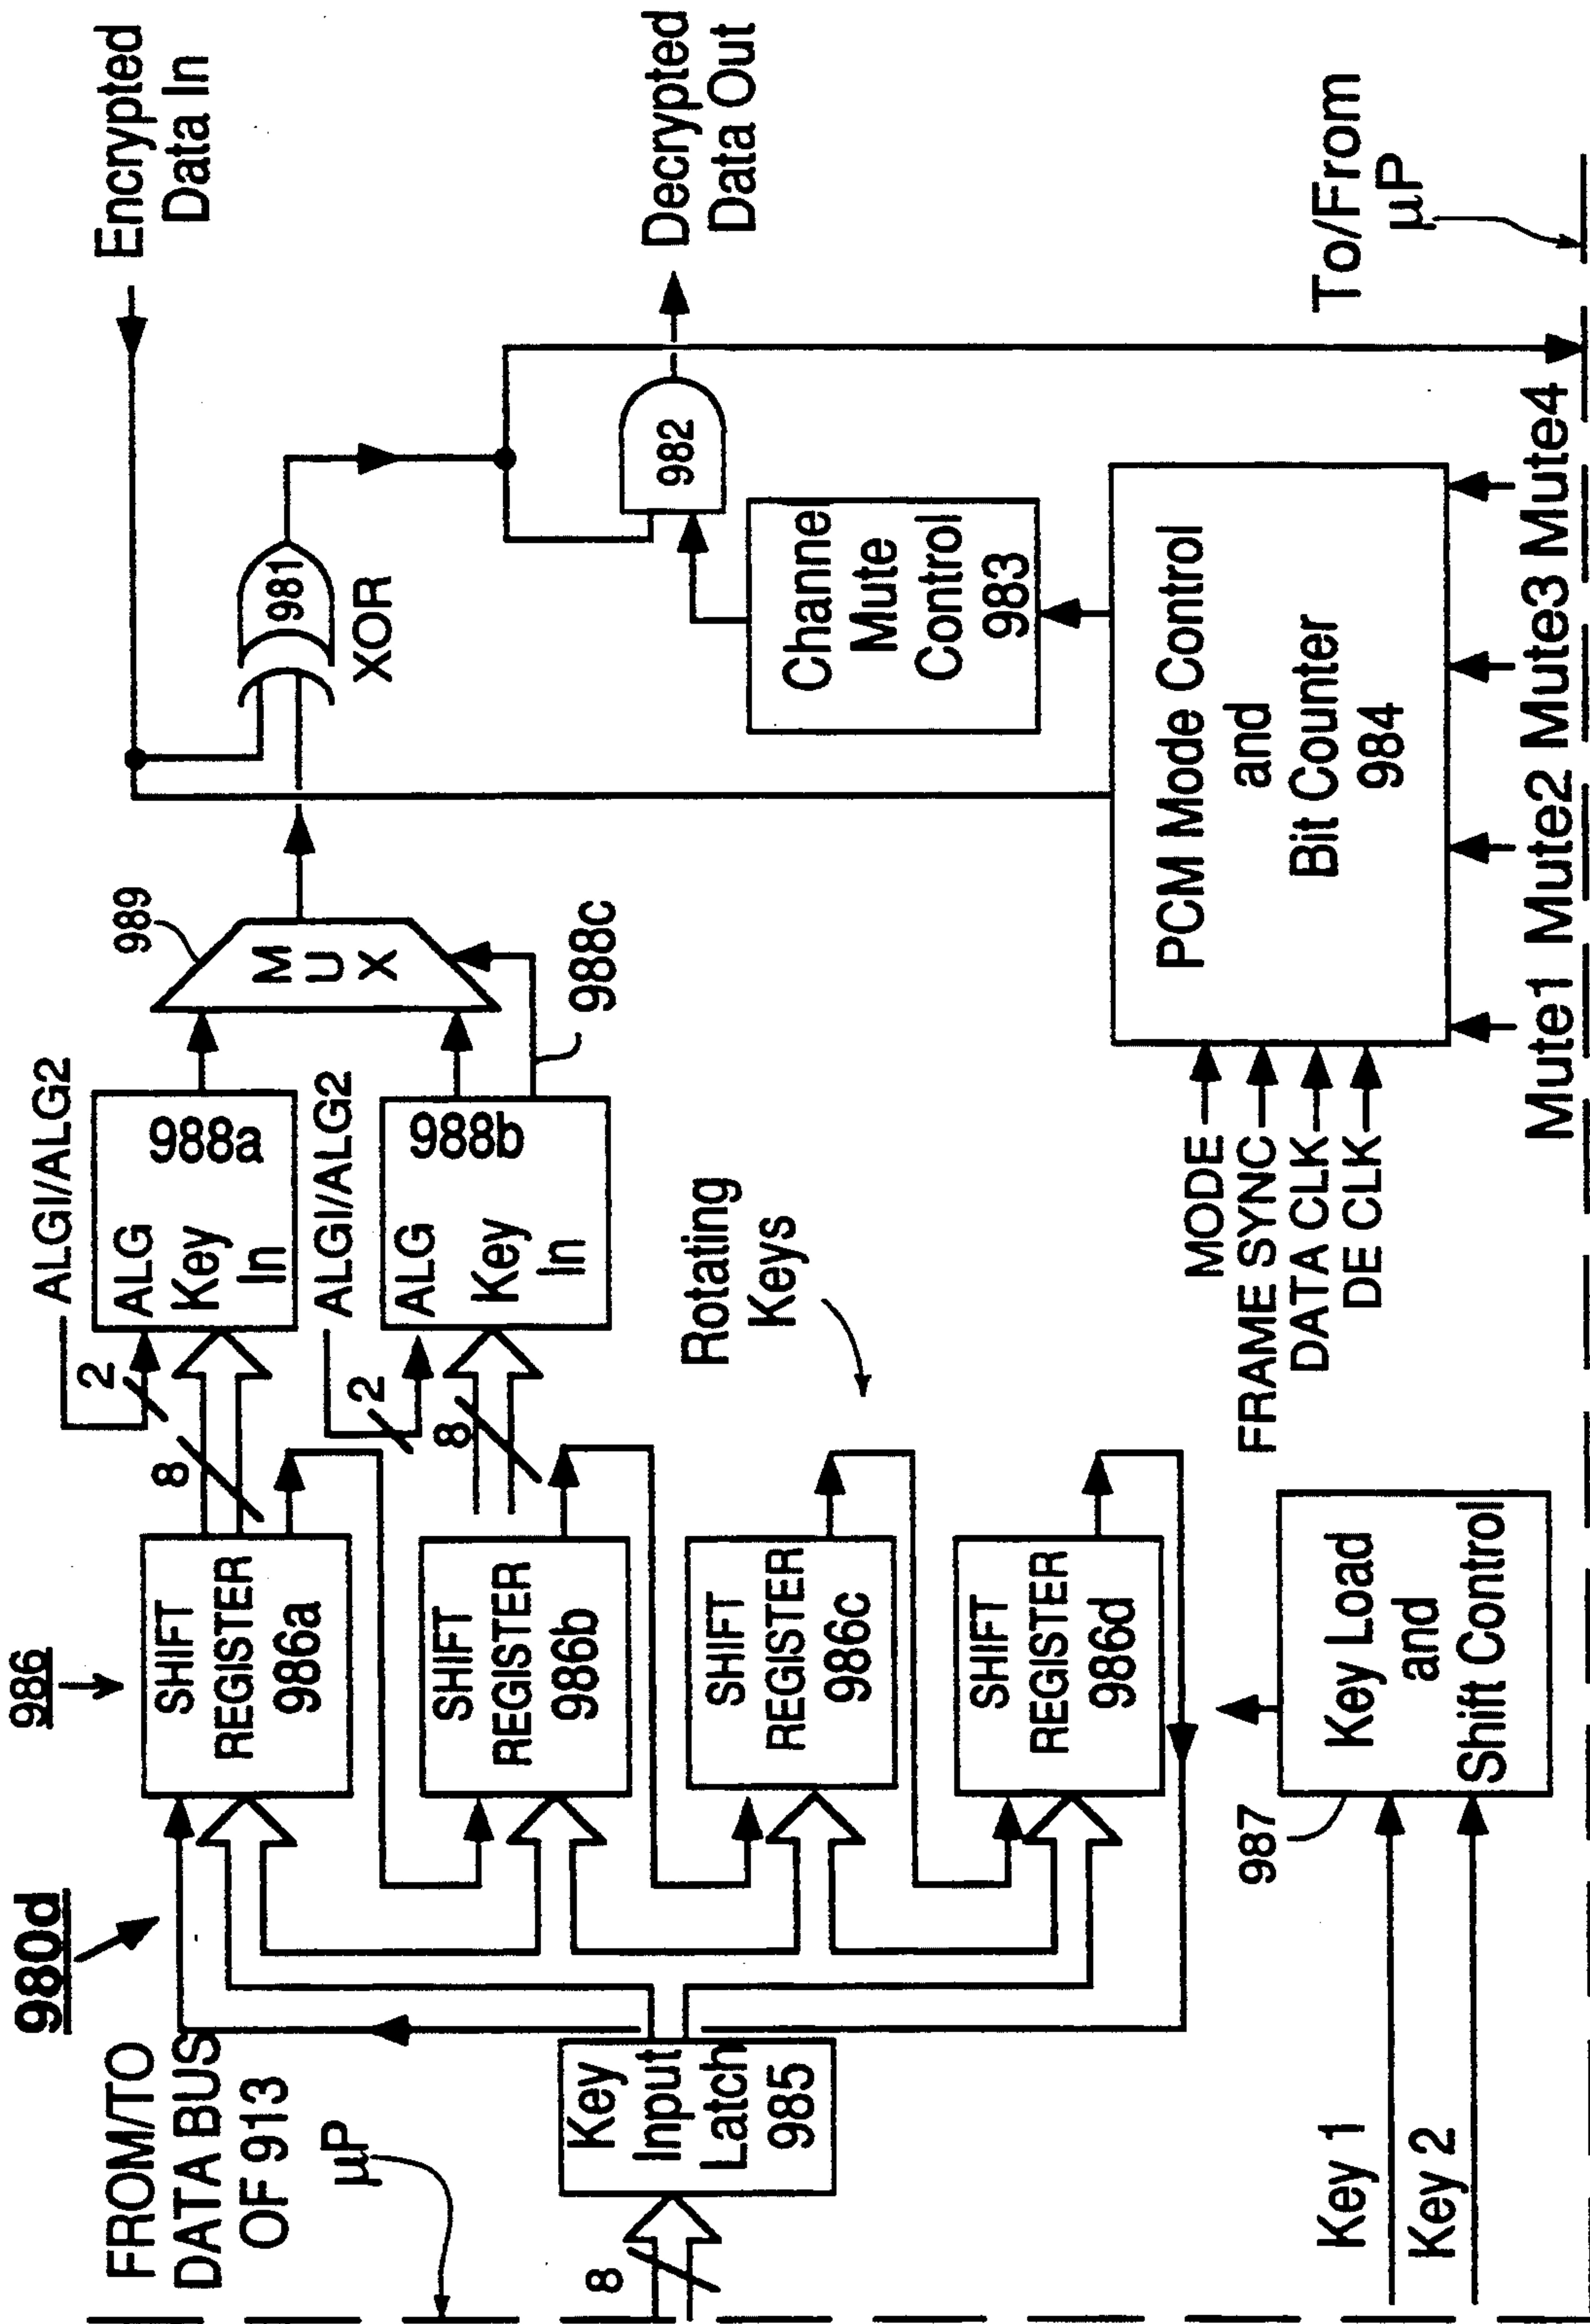 980d
986
FROM/TO
DATA BUS
OF 913
µP
8
Key
Input
Latch
985
SHIFT
REGISTER
986a
SHIFT
REGISTER
986b
SHIFT
REGISTER
986c
SHIFT
REGISTER
986d
Key 1
Key 2
987
Key Load
and
Shift Control
8
2
ALGI/ALG2
ALG
988a
Key
In
8
2
ALGI/ALG2
ALG
988b
Key
In
Rotating
Keys
989
MUX
988c
981
XOR
Encrypted
Data In
982
Decrypted
Data Out
Channel
Mute
Control
983
PCM Mode Control
and
Bit Counter
984
MODE
FRAME SYNC
DATA CLK
DE CLK
Mute1 Mute2 Mute3 Mute4
To/From
µP